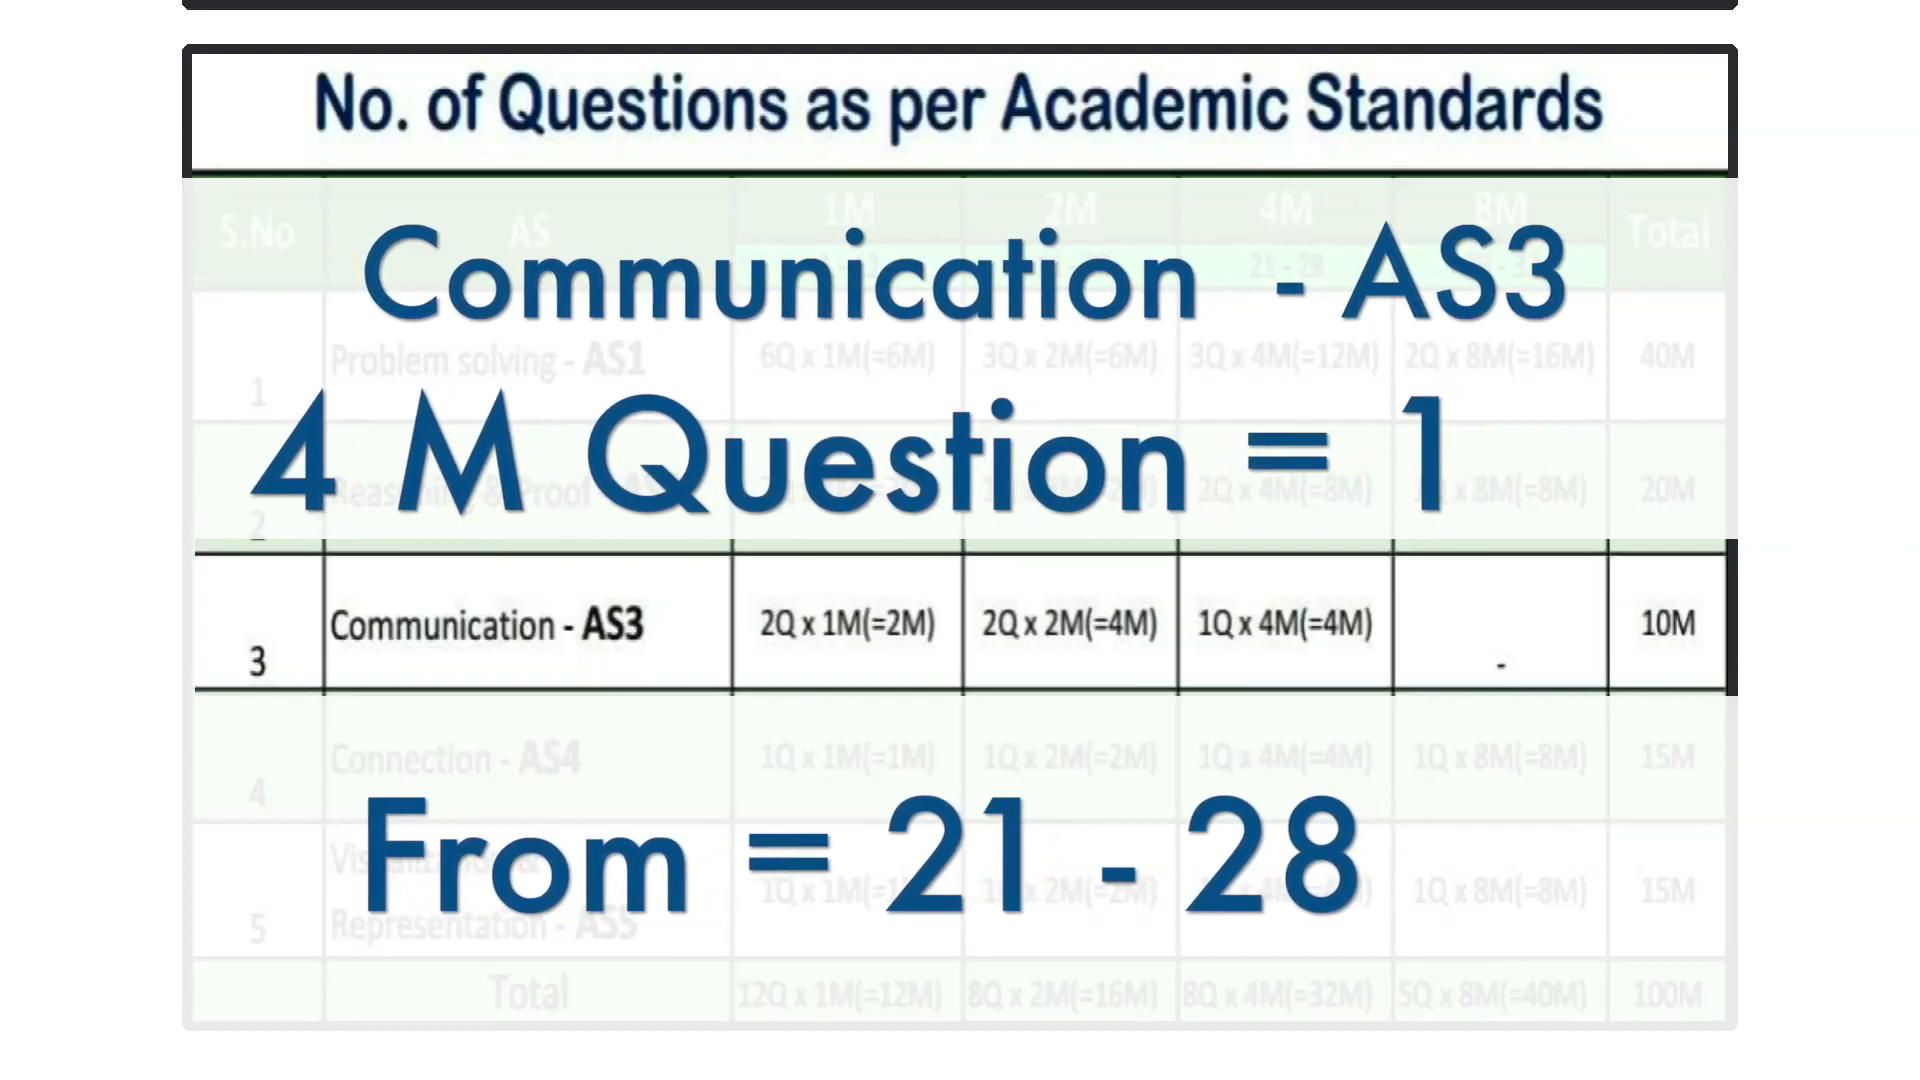 No. of Questions as per Academic Standards
S.No AS 1M 2M 4M 8M Total
21 - 28
Communication - AS3
1 Problem solving - AS1 6Q x 1M(=6M) 3Q x 2M(=6M) 3Q x 4M(=12M) 2Q x 8M(=16M) 40M
4 M Question = 1
2 2Q x 4M(=8M) x 8M(=8M) 20M
3 Communication - AS3 2Q x 1M(=2M) 2Q x 2M(=4M) 1Q x 4M(=4M) - 10M
4 Connection - AS4 1Q x 1M(=1M) 1Q x 2M(=2M) 1Q x 4M(=4M) 1Q x 8M(=8M) 15M
From = 21 - 28
5 Representation - AS5 1Q x 8M(=8M) 15M
Total 12Q x 1M(=12M) 8Q x 2M(=16M) 8Q x 4M(=32M) 5Q x 8M(=40M) 100M